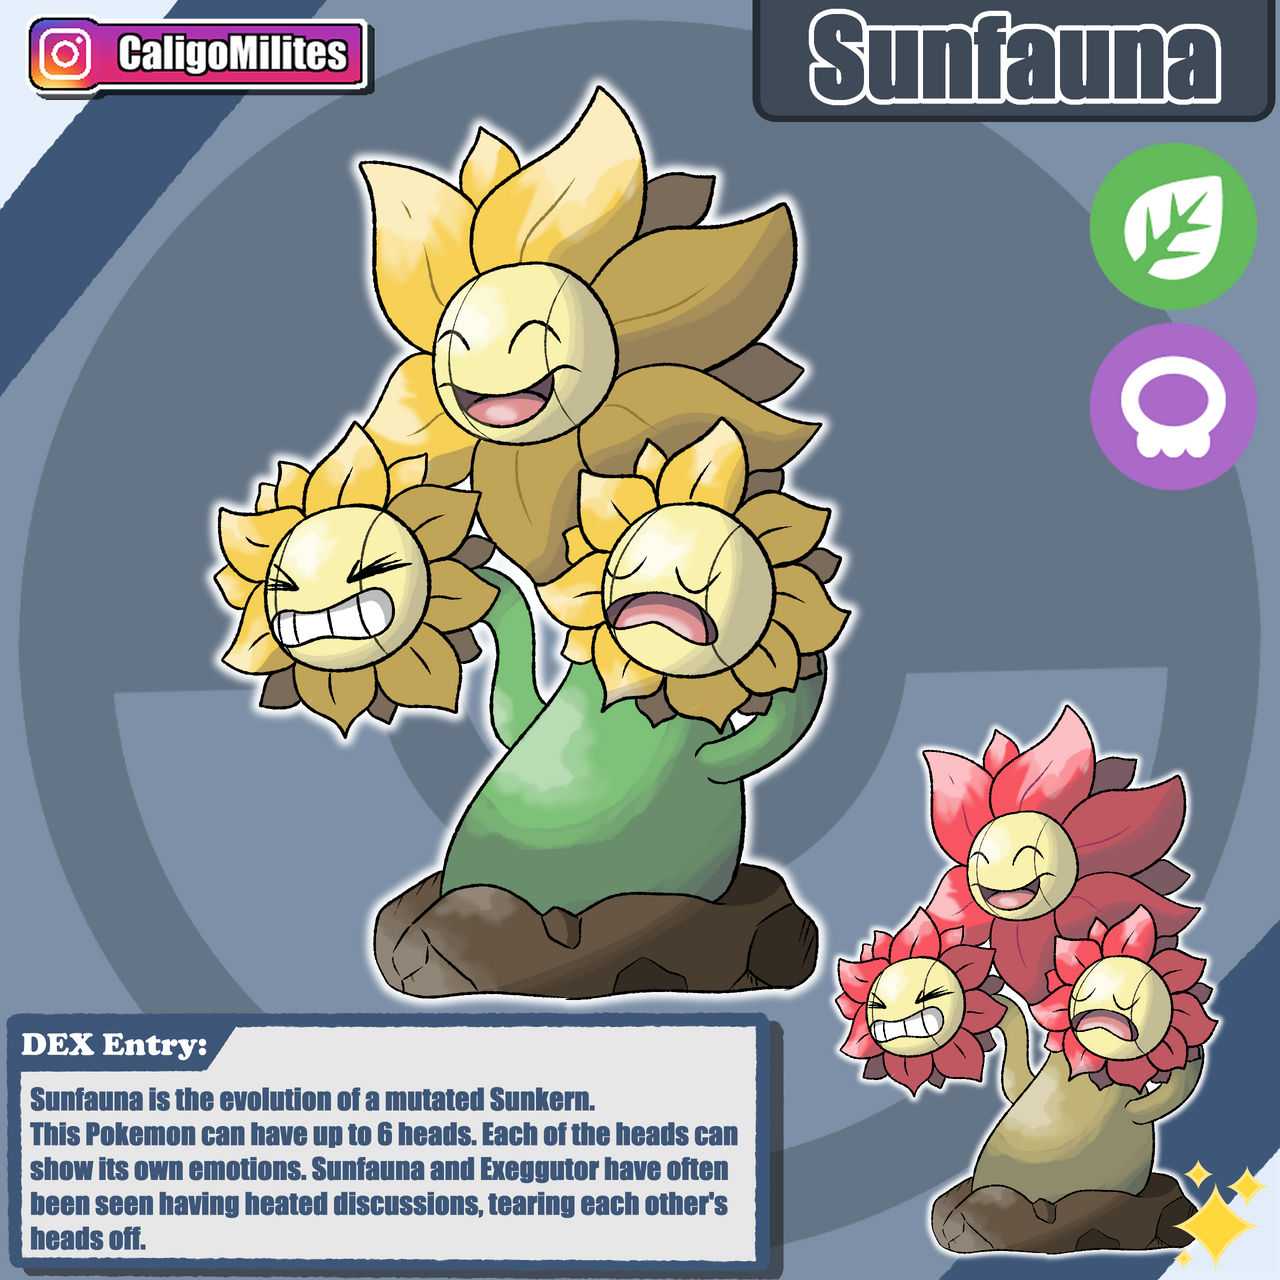 CaligoMilites
Sunfauna
DEX Entry:
Sunfauna is the evolution of a mutated Sunkern.
This Pokemon can have up to 6 heads. Each of the heads can
show its own emotions. Sunfauna and Exeggutor have often
been seen having heated discussions, tearing each other's
heads off.